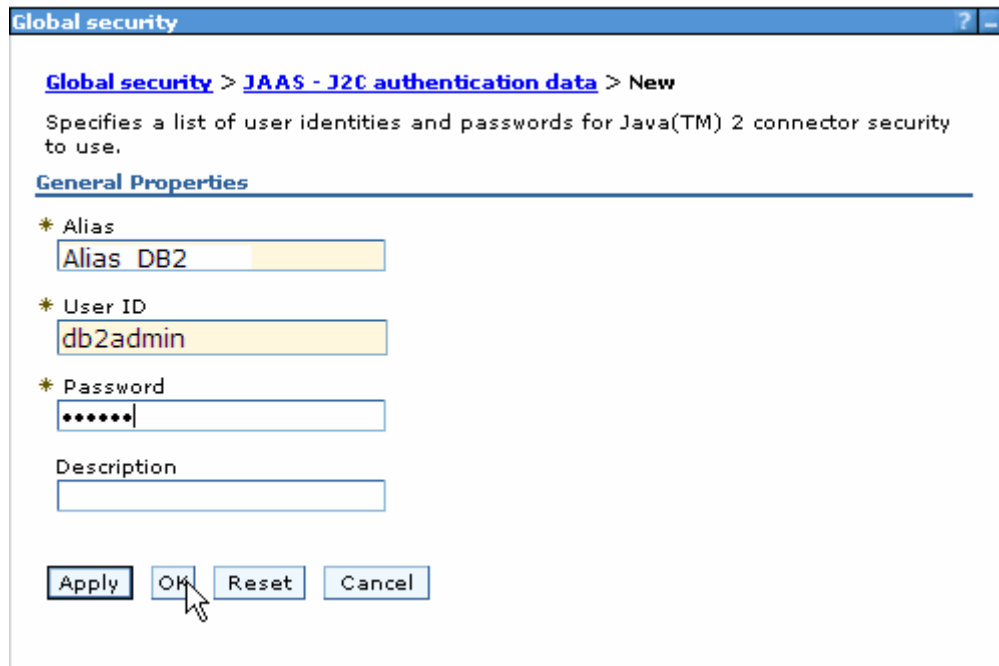 Global security ? –
Global security > JAAS - J2C authentication data > New
Specifies a list of user identities and passwords for Java(TM) 2 connector security
to use.
General Properties
* Alias
Alias DB2
* User ID
db2admin
* Password
••••••
Description
Apply OK Reset Cancel